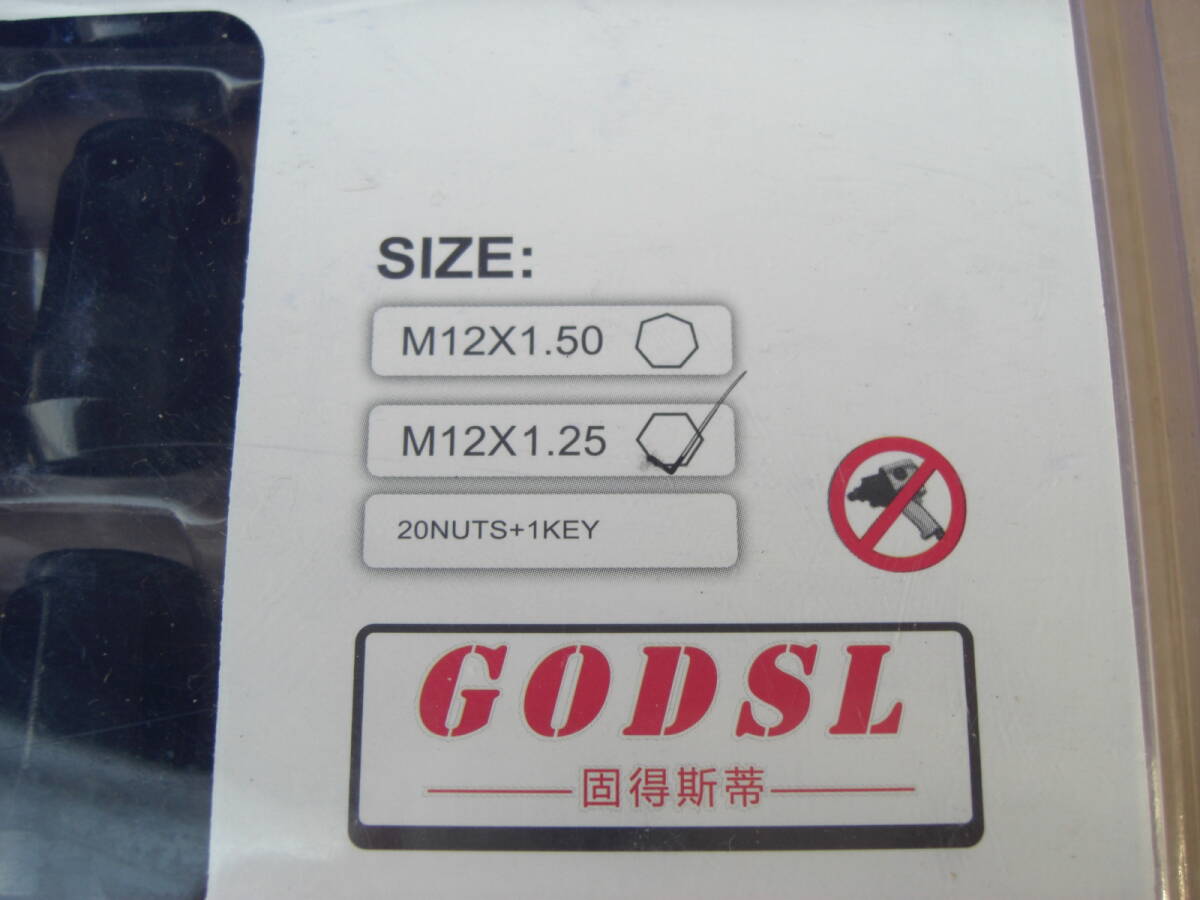 SIZE:
M12X1.50
M12X1.25
20NUTS+1KEY
GODSL
固得斯蒂